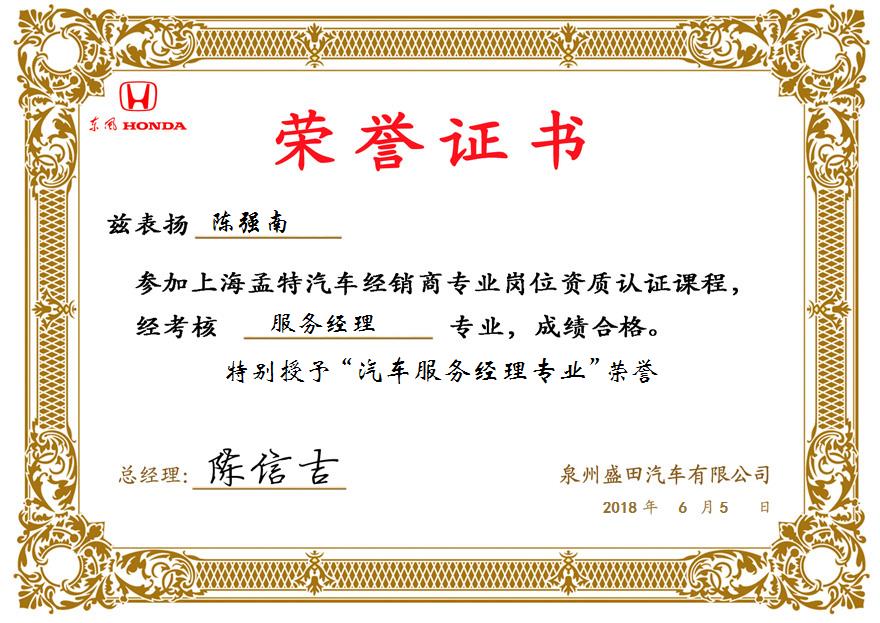 东风 HONDA
荣誉证书
兹表扬 陈强南
参加上海孟特汽车经销商专业岗位资质认证课程，
经考核 服务经理 专业，成绩合格。
特别授予“汽车服务经理专业”荣誉
总经理: 陈信吉
泉州盛田汽车有限公司
2018 年 6 月 5 日